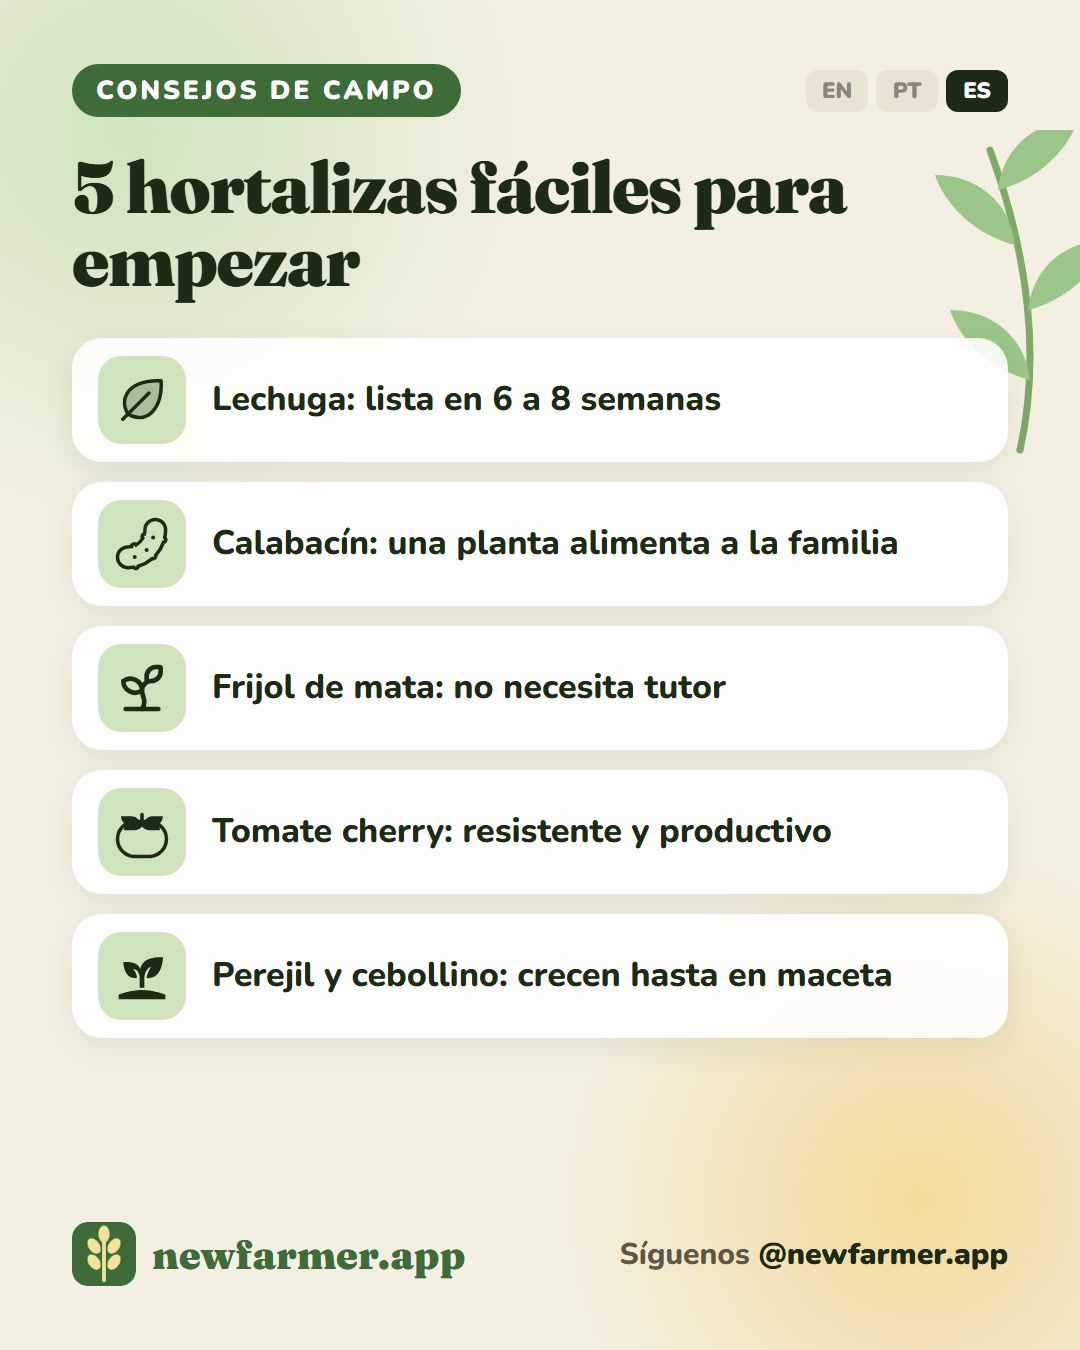 CONSEJOS DE CAMPO
EN PT ES
5 hortalizas fáciles para
empezar
Lechuga: lista en 6 a 8 semanas
Calabacín: una planta alimenta a la familia
Frijol de mata: no necesita tutor
Tomate cherry: resistente y productivo
Perejil y cebollino: crecen hasta en maceta
newfarmer.app
Síguenos @newfarmer.app